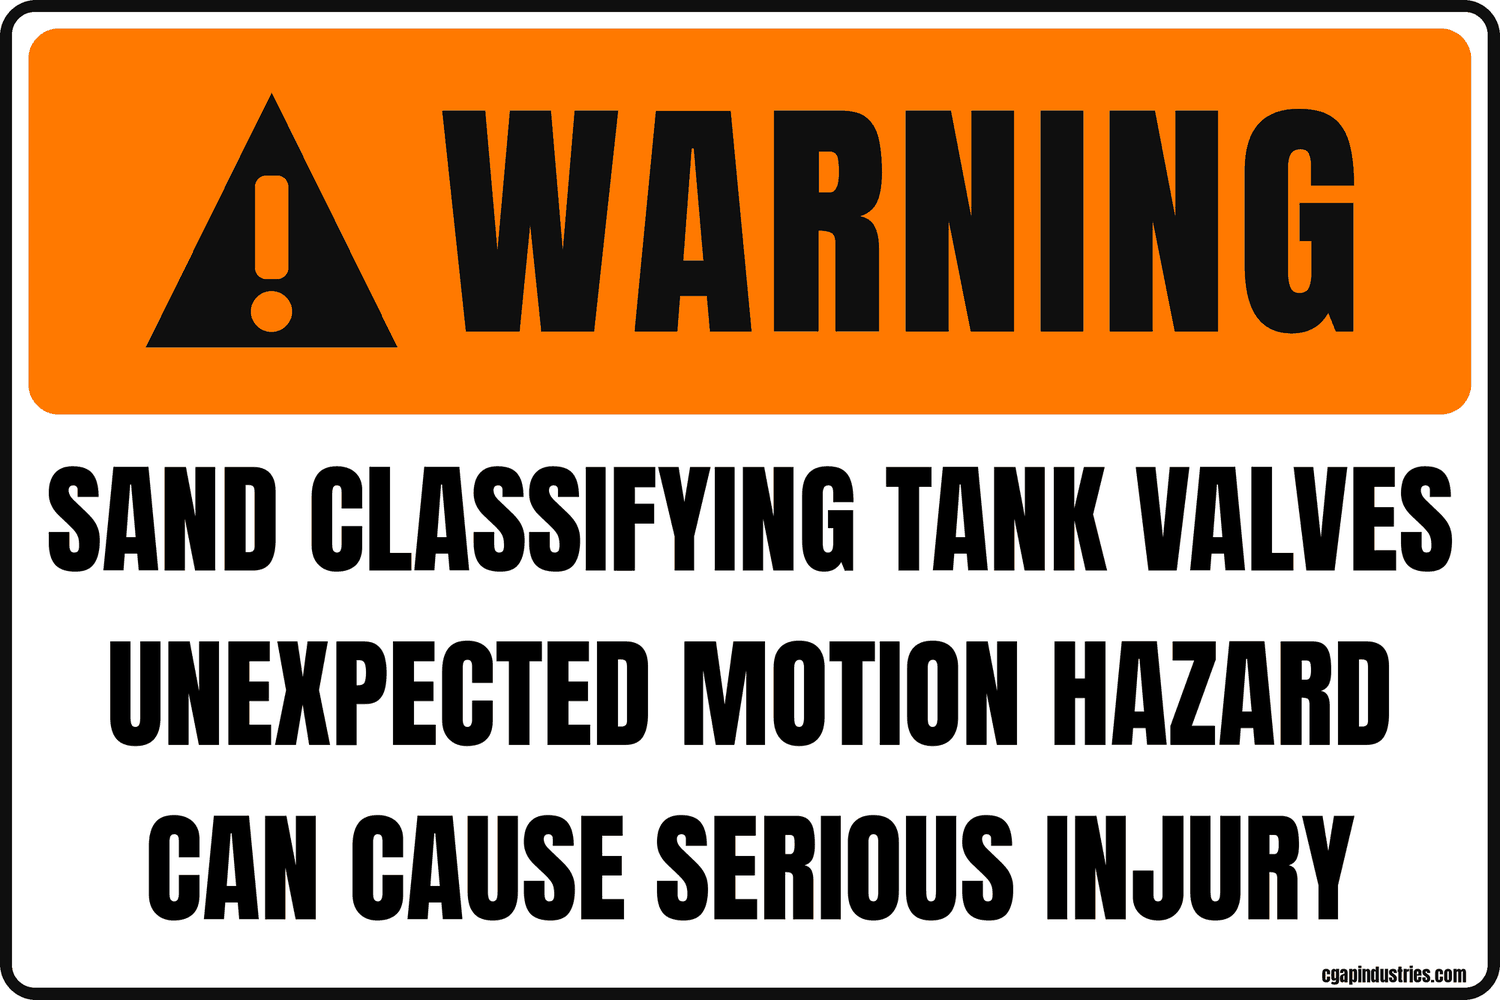 WARNING
SAND CLASSIFYING TANK VALVES
UNEXPECTED MOTION HAZARD
CAN CAUSE SERIOUS INJURY
cgapindustries.com